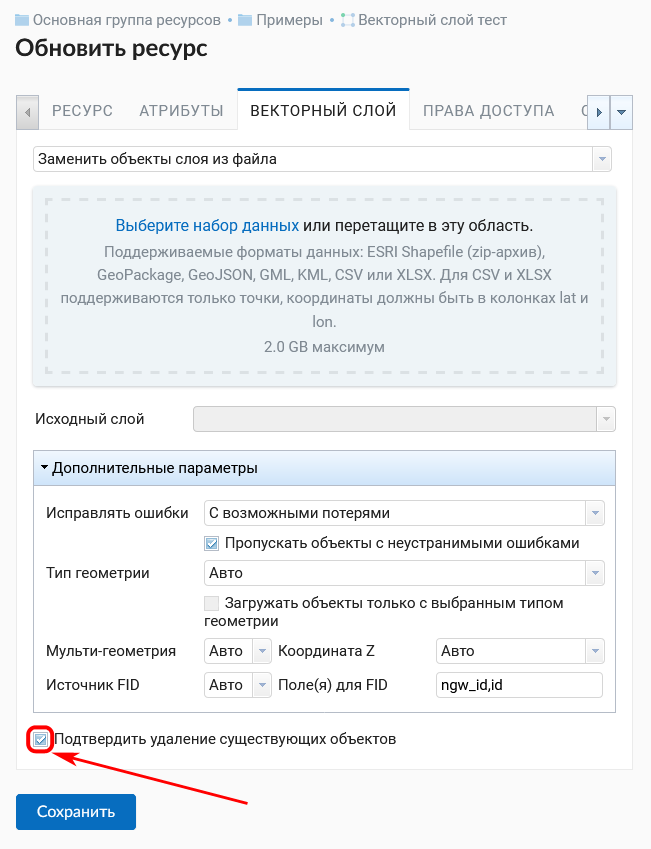 Основная группа ресурсов • Примеры • Векторный слой тест
Обновить ресурс
РЕСУРС АТРИБУТЫ ВЕКТОРНЫЙ СЛОЙ ПРАВА ДОСТУПА
Заменить объекты слоя из файла
Выберите набор данных или перетащите в эту область.
Поддерживаемые форматы данных: ESRI Shapefile (zip-архив),
GeoPackage, GeoJSON, GML, KML, CSV или XLSX. Для CSV и XLSX
поддерживаются только точки, координаты должны быть в колонках lat и
lon.
2.0 GB максимум
Исходный слой
Дополнительные параметры
Исправлять ошибки С возможными потерями
Пропускать объекты с неустранимыми ошибками
Тип геометрии Авто
Загружать объекты только с выбранным типом
геометрии
Мульти-геометрия Авто Координата Z Авто
Источник FID Авто Поле(я) для FID ngw_id,id
Подтвердить удаление существующих объектов
Сохранить